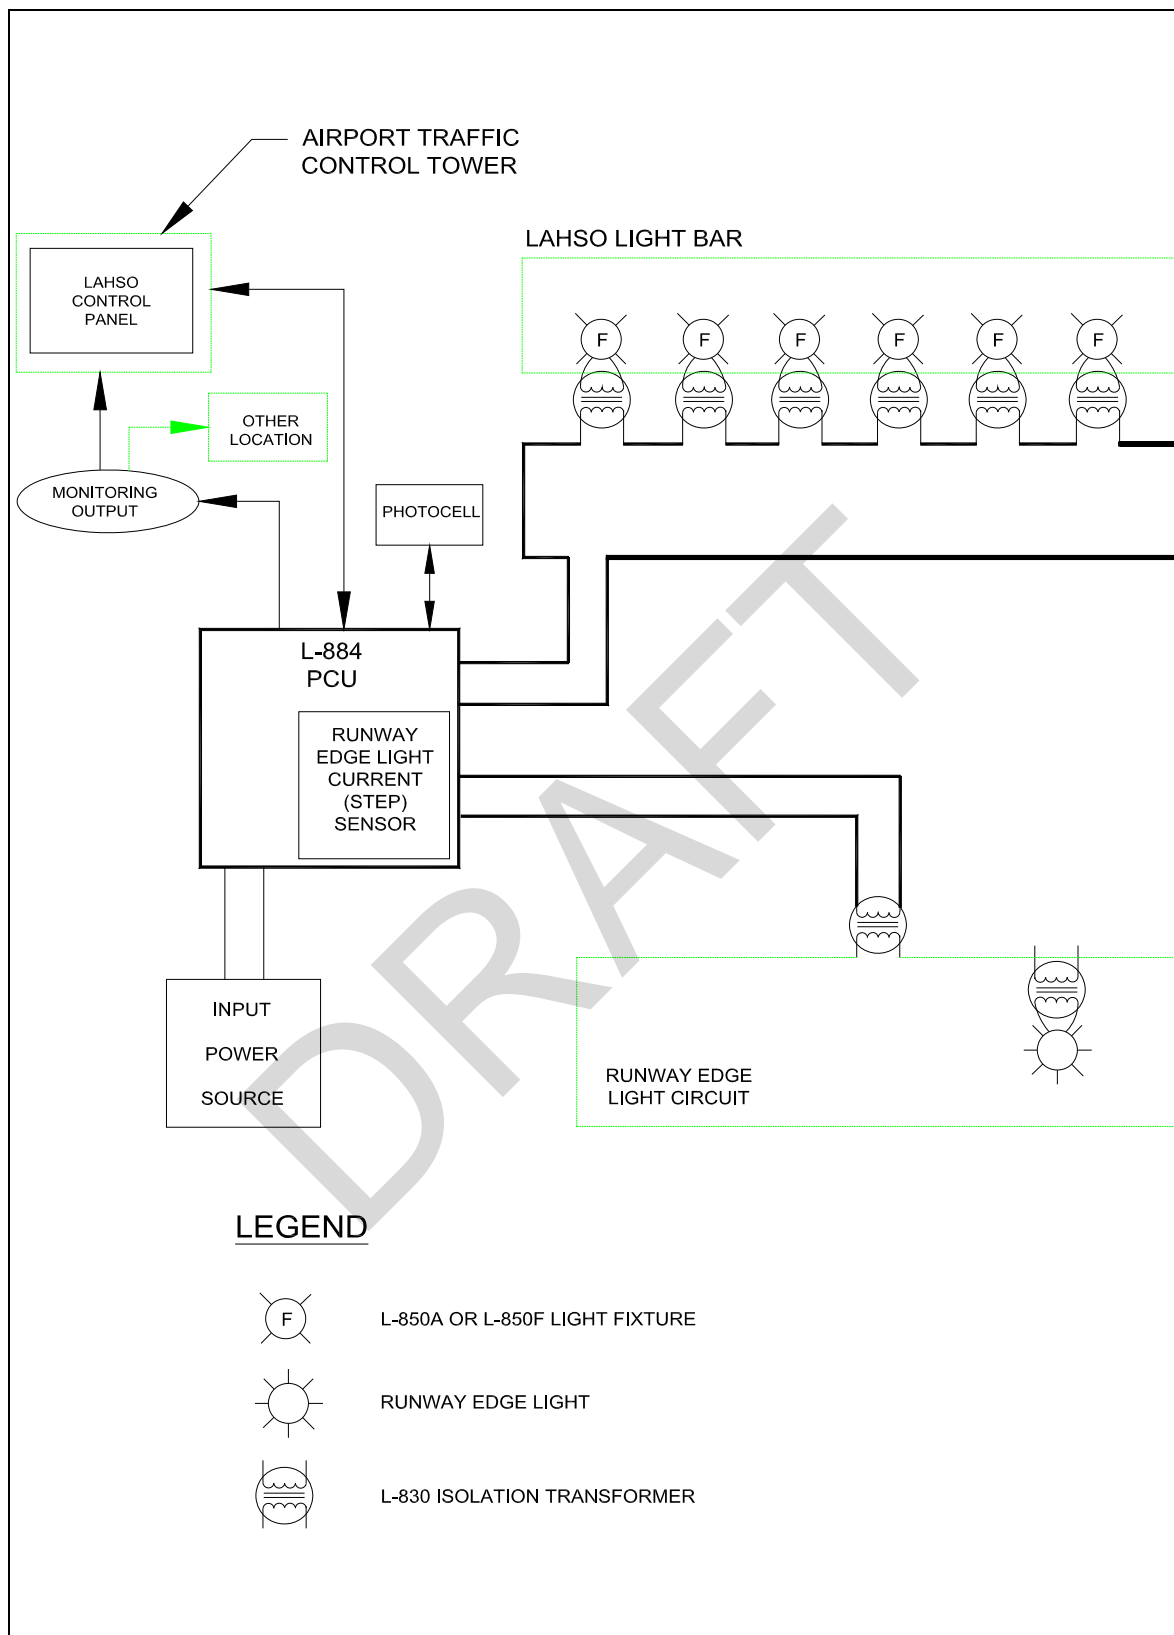 AIRPORT TRAFFIC
CONTROL TOWER
LAHSO LIGHT BAR
LAHSO
CONTROL
PANEL
F F F F F F
OTHER
LOCATION
MONITORING
OUTPUT
PHOTOCELL
L-884
PCU
RUNWAY
EDGE LIGHT
CURRENT
(STEP)
SENSOR
INPUT
POWER
SOURCE
RUNWAY EDGE
LIGHT CIRCUIT
DRAFT
LEGEND
F L-850A OR L-850F LIGHT FIXTURE
RUNWAY EDGE LIGHT
L-830 ISOLATION TRANSFORMER